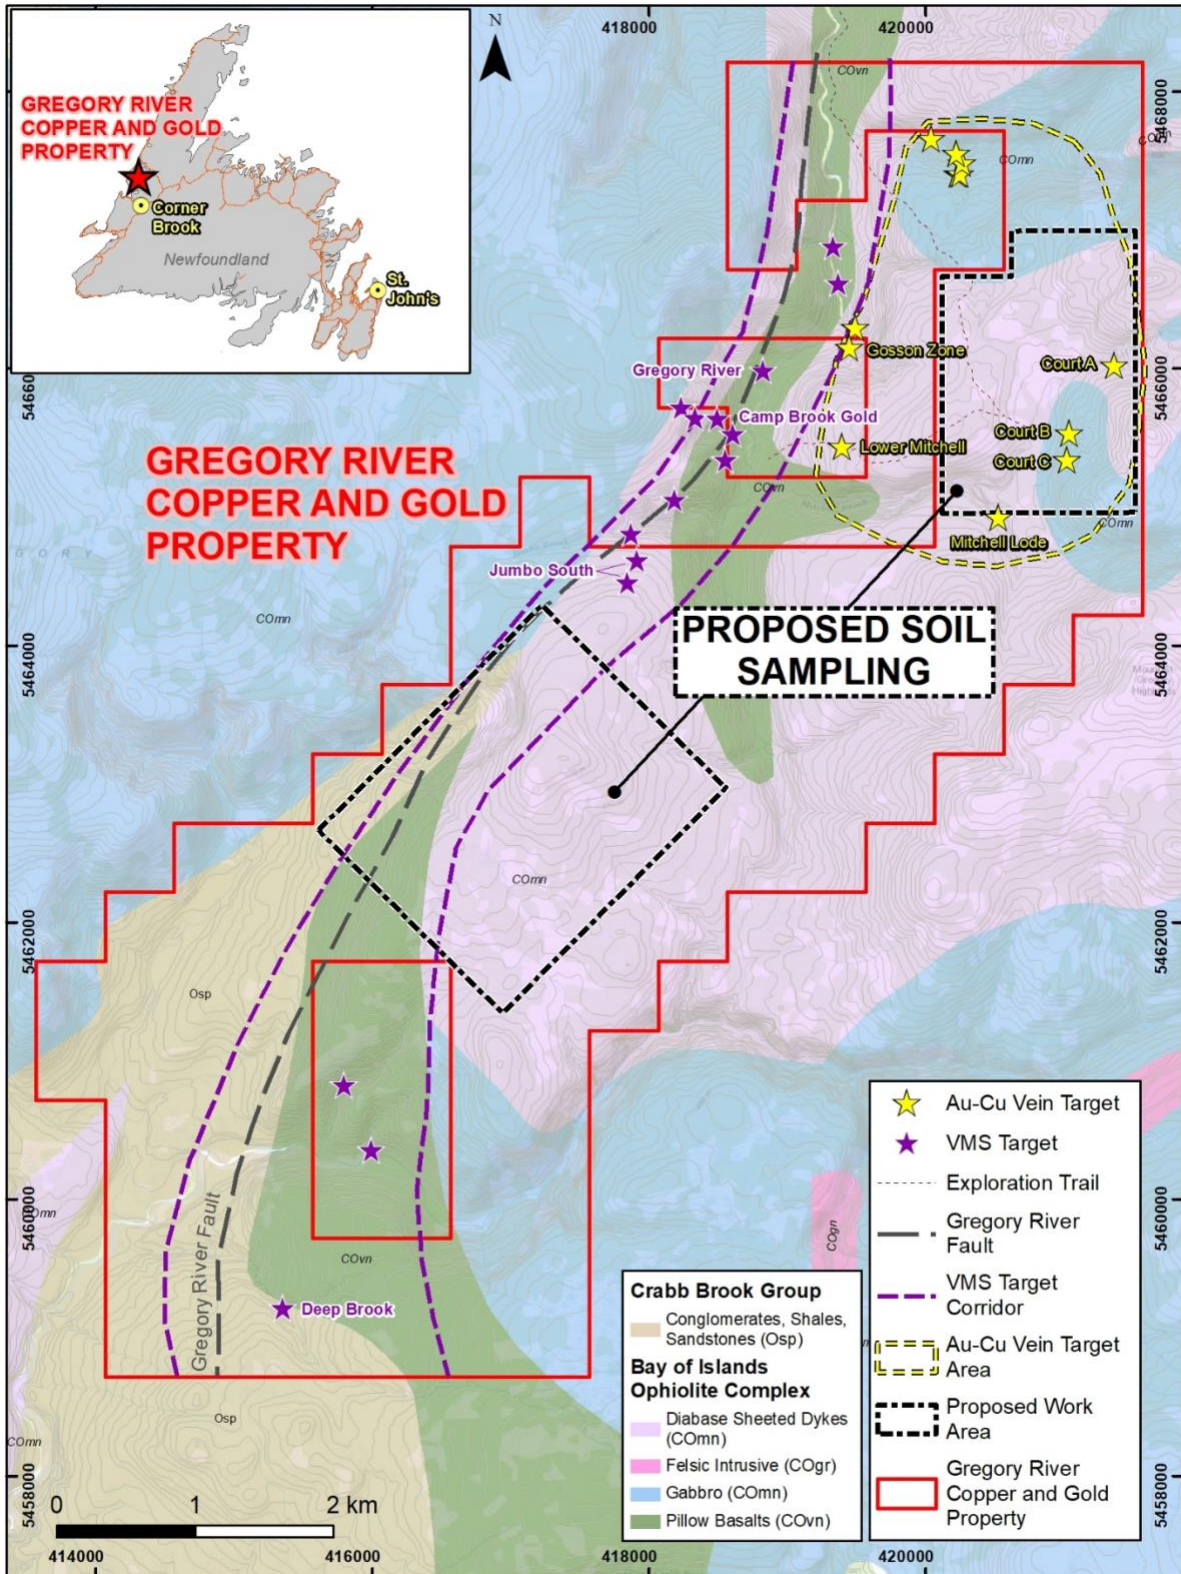 N
418000
420000
GREGORY RIVER
COPPER AND GOLD
PROPERTY
Corner
Brook
Newfoundland
St.
John's
COvn
5468000
5468000
COmn
Gosson Zone
Court A
5466000
5466000
Gregory River
Camp Brook Gold
Lower Mitchell
Court B
Court C
GREGORY RIVER
COPPER AND GOLD
PROPERTY
COvn
COmn
Mitchell Lode
Jumbo South
COmn
PROPOSED SOIL
SAMPLING
5464000
5464000
COmn
5462000
5462000
Osp
Gregory River Fault
5460000
5460000
COmn
COgn
COvn
Deep Brook
Osp
COmn
5458000
5458000
0 1 2 km
414000
416000
418000
420000
Crabb Brook Group
Conglomerates, Shales,
Sandstones (Osp)
Bay of Islands
Ophiolite Complex
Diabase Sheeted Dykes
(COmn)
Felsic Intrusive (COgr)
Gabbro (COmn)
Pillow Basalts (COvn)
Au-Cu Vein Target
VMS Target
Exploration Trail
Gregory River
Fault
VMS Target
Corridor
Au-Cu Vein Target
Area
Proposed Work
Area
Gregory River
Copper and Gold
Property